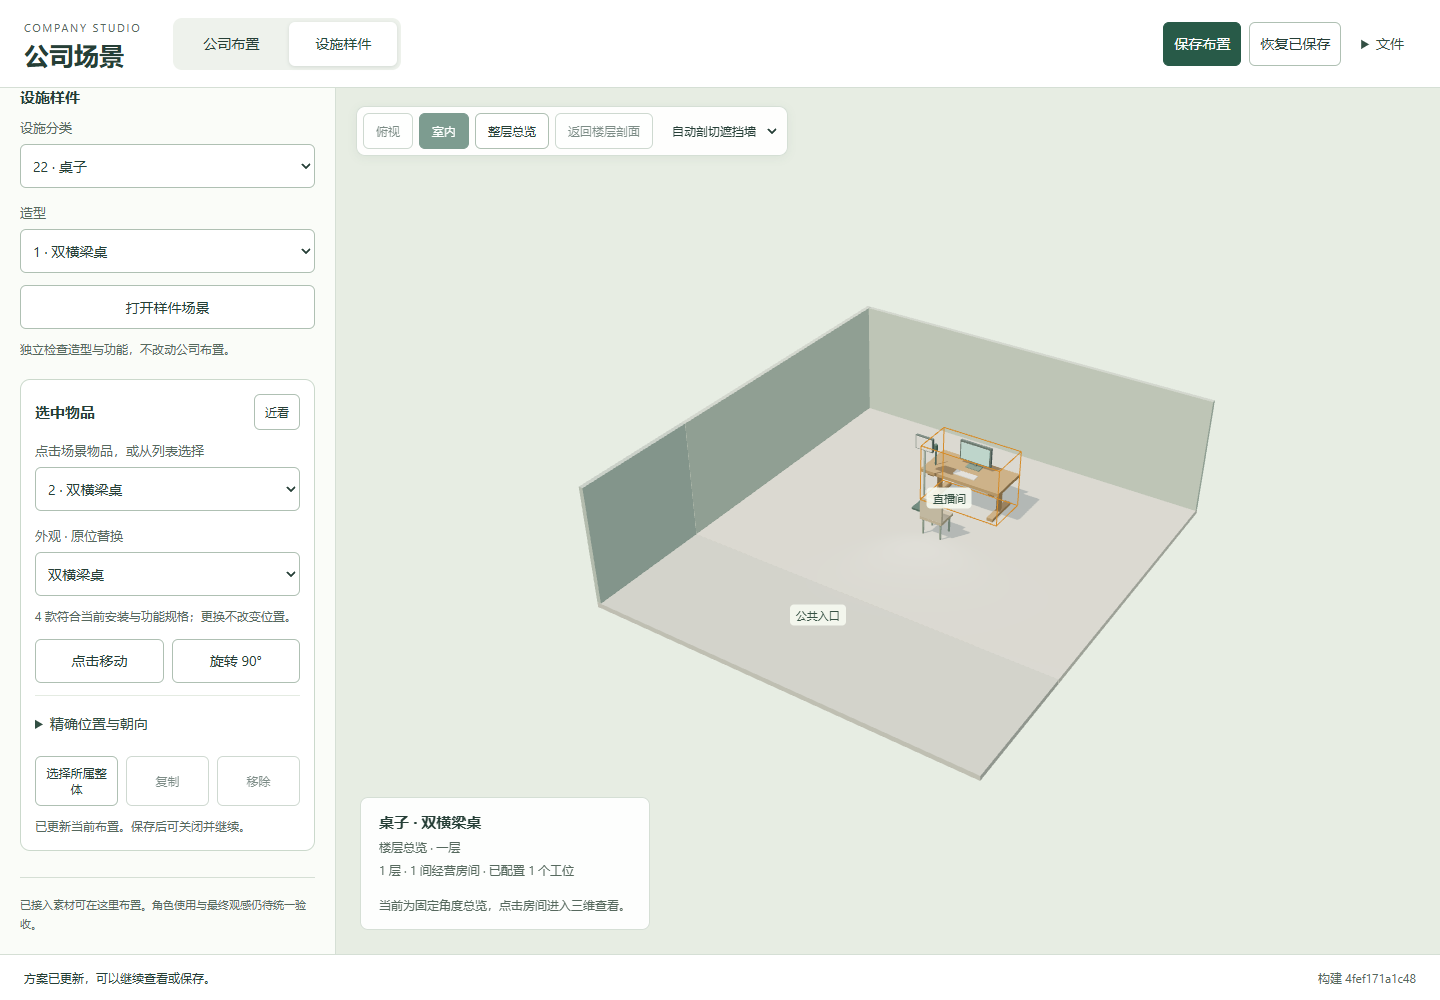 COMPANY STUDIO
公司场景
公司布置
设施样件
保存布置
恢复已保存
▶ 文件
设施样件
设施分类
22 · 桌子
造型
1 · 双横梁桌
打开样件场景
独立检查造型与功能，不改动公司布置。
选中物品
近看
点击场景物品，或从列表选择
2 · 双横梁桌
外观 · 原位替换
双横梁桌
4 款符合当前安装与功能规格；更换不改变位置。
点击移动
旋转 90°
▶ 精确位置与朝向
选择所属整
体
复制
移除
已更新当前布置。保存后可关闭并继续。
已接入素材可在这里布置。角色使用与最终观感仍待统一验
收。
俯视
室内
整层总览
返回楼层剖面
自动剖切遮挡墙
直播间
公共入口
桌子 · 双横梁桌
楼层总览 · 一层
1 层 · 1 间经营房间 · 已配置 1 个工位
当前为固定角度总览，点击房间进入三维查看。
方案已更新，可以继续查看或保存。
构建 4fef171a1c48